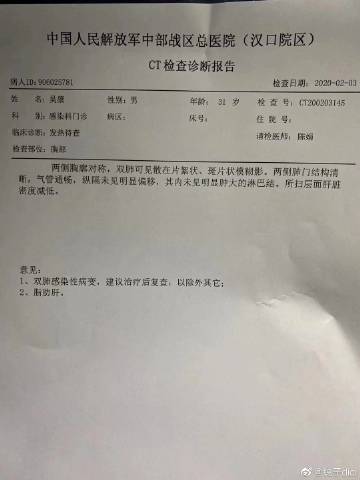 中国人民解放军中部战区总医院（汉口院区）
CT检查诊断报告
病人ID:900025781 检查日期：2020-02-03
姓 名：吴康 性别：男 年龄： 31 岁 检查号：CT200203145
科 别：感染科门诊 病区： 床号： 住 院 号：
临床诊断：发热待查 请检医师：陈娟
检查部位：胸部
两侧胸廓对称，双肺可见散在片絮状、斑片状模糊影。两侧肺门结构清
晰，气管通畅，纵隔未见明显偏移，其内未见明显肿大的淋巴结。所扫层面肝脏
密度减低。
意见：
1、双肺感染性病变，建议治疗后复查，以除外其它；
2、脂肪肝。